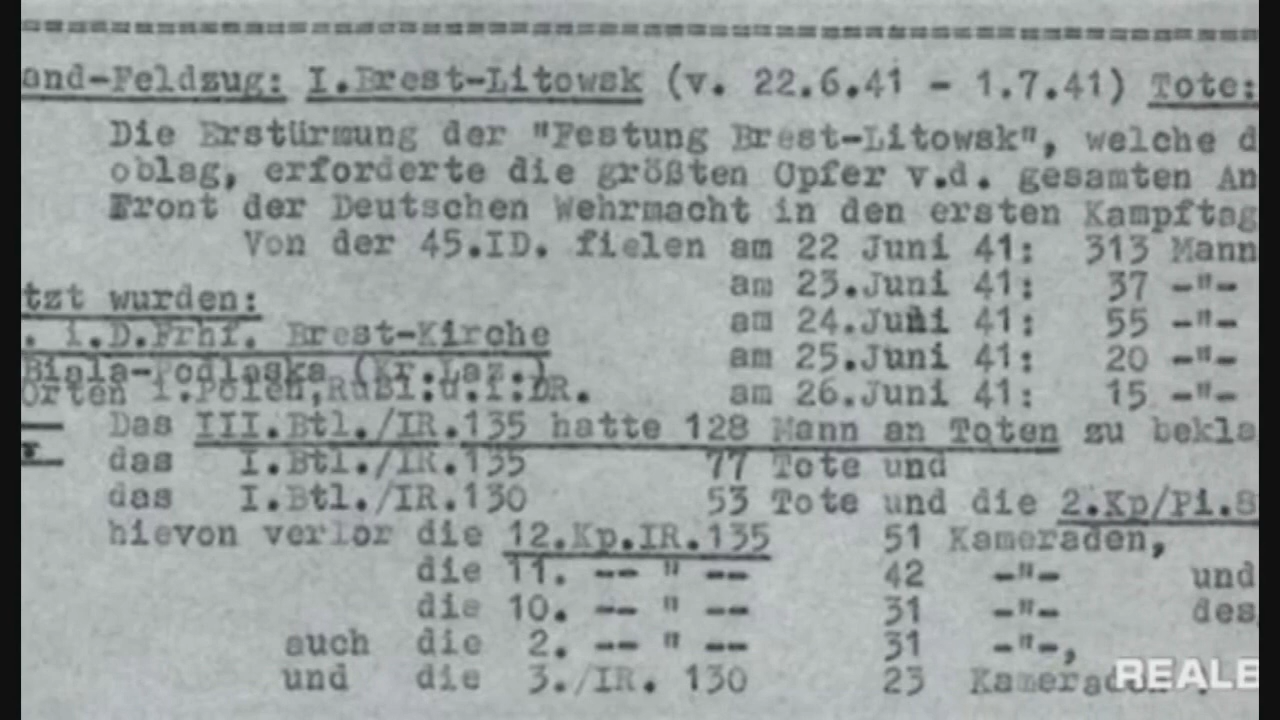 and-Feldzug: I.Brest-Litowsk (v. 22.6.41 - 1.7.41) Tote:
Die Erstürmung der "Festung Brest-Litowsk", welche d
oblag, erforderte die größten Opfer v.d. gesamten An
Front der Deutschen Wehrmacht in den ersten Kampftag
Von der 45.ID. fielen am 22 Juni 41: 313 Mann
am 23.Juni 41: 37 -"-
tzt wurden:
. i.D.Frhf. Brest-Kirche am 24.Juni 41: 55 -"-
Biala-Podlaska (Kr.Laz.) am 25.Juni 41: 20 -"-
Orten i.Polen,Rußl.u.i.DR. am 26.Juni 41: 15 -"-
Das III.Btl./IR.135 hatte 128 Mann an Toten zu bekla
das I.Btl./IR.135 77 Tote und
das I.Btl./IR.130 53 Tote und die 2.Kp/Pi.8
hievon verlor die 12.Kp.IR.135 51 Kameraden,
die 11. -- " -- 42 -"- und
die 10. -- " -- 31 -"- des
auch die 2. -- " -- 31 -"-,
und die 3./IR. 130 23 Kameraden .
REALE